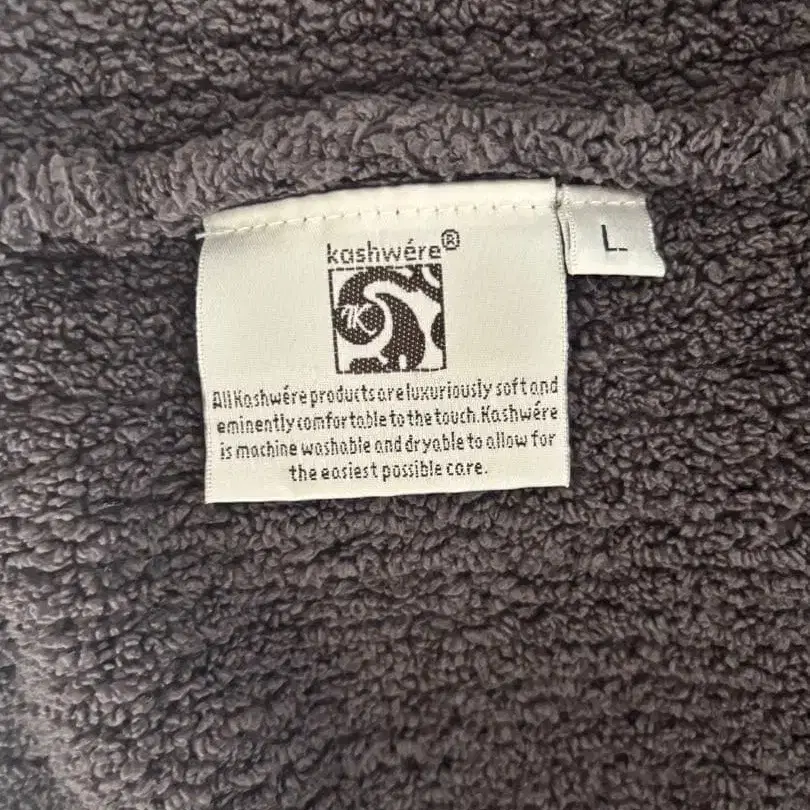 kashwére®
L
K
All Kashwére products are luxuriously soft and
eminently comfortable to the touch. Kashwére
is machine washable and dryable to allow for
the easiest possible care.